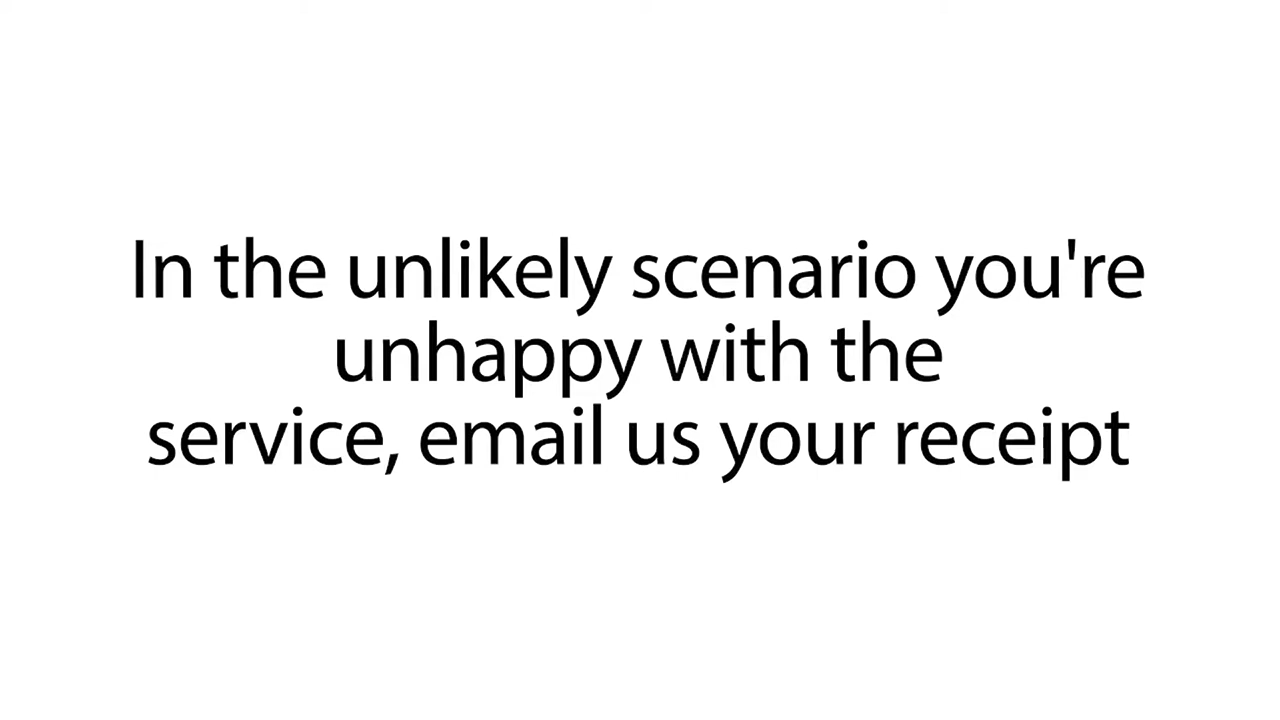 In the unlikely scenario you're
unhappy with the
service, email us your receipt